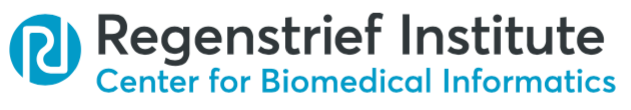 Regenstrief Institute
Center for Biomedical Informatics